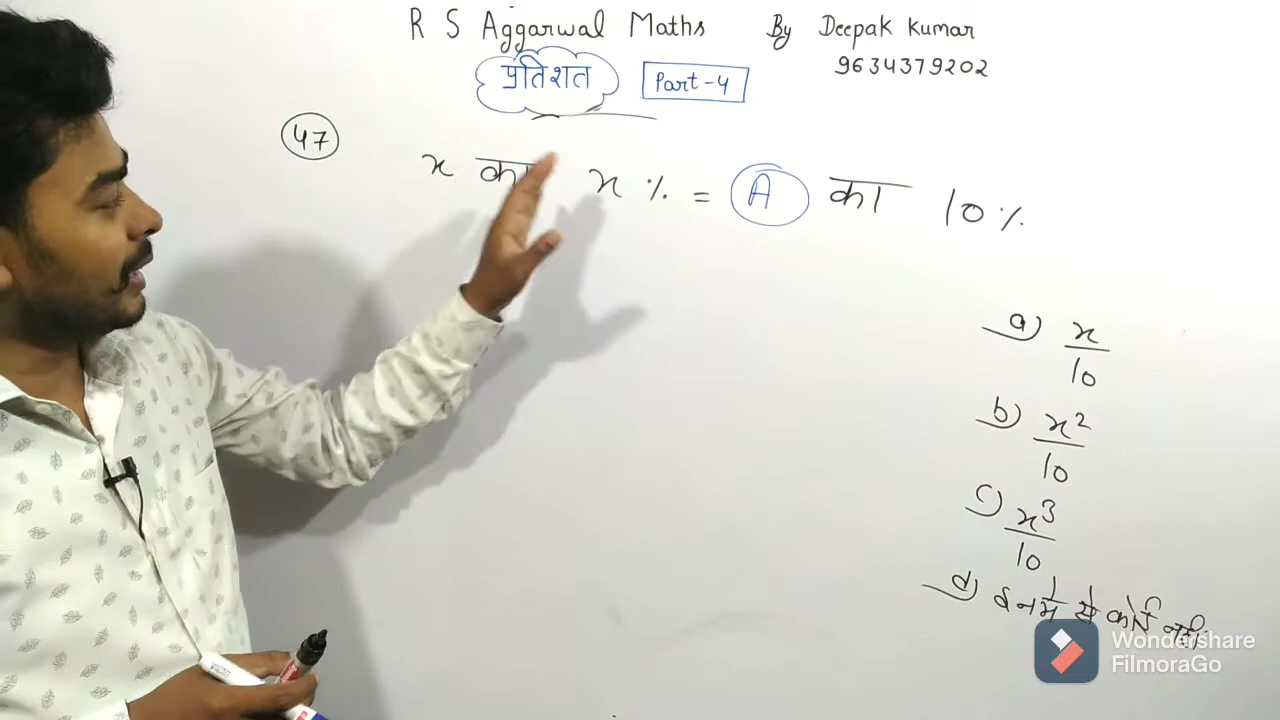 R S Aggarwal Maths By Deepak Kumar
9634379202
प्रतिशत Part-4
47
x का x % = A का 10%
a) x/10
b) x²/10
c) x³/10
d) इनमें से कोई नहीं
Wondershare
FilmoraGo